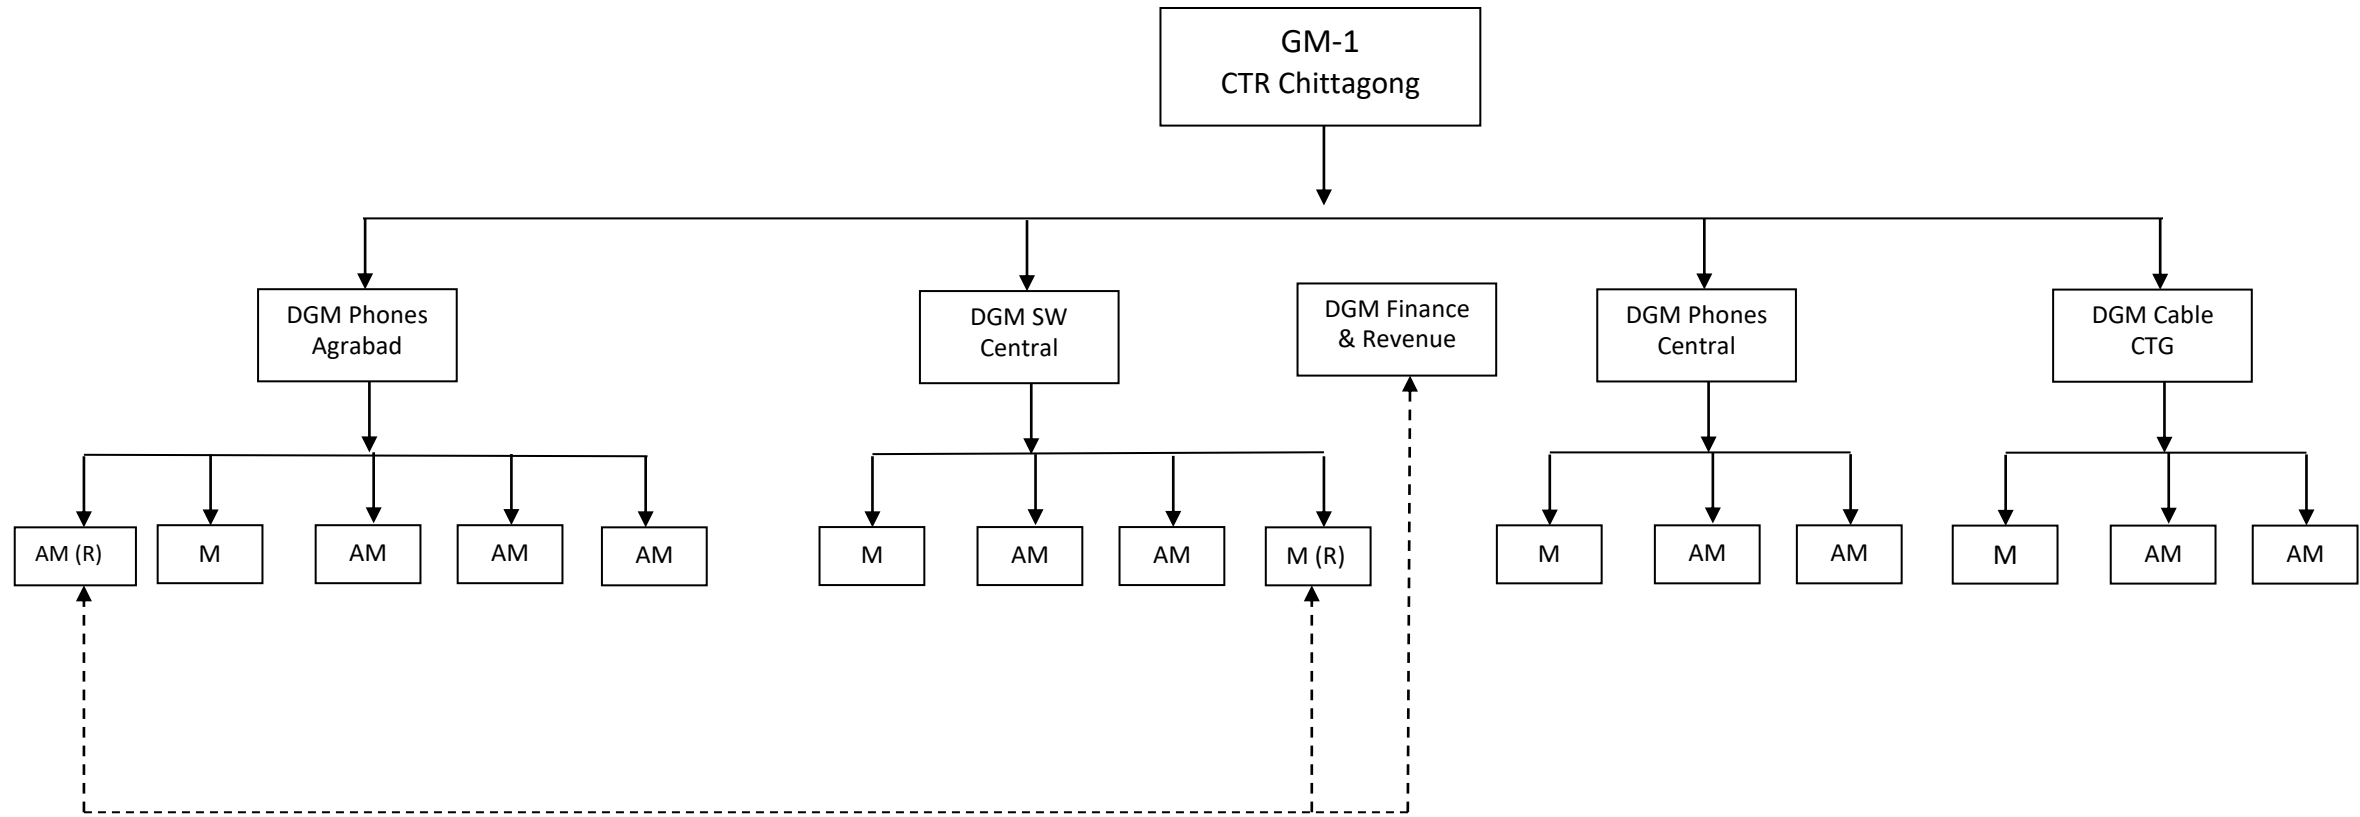 GM-1
CTR Chittagong
DGM Phones
Agrabad
DGM SW
Central
DGM Finance
& Revenue
DGM Phones
Central
DGM Cable
CTG
AM (R)
M
AM
AM
AM
M
AM
AM
M (R)
M
AM
AM
M
AM
AM